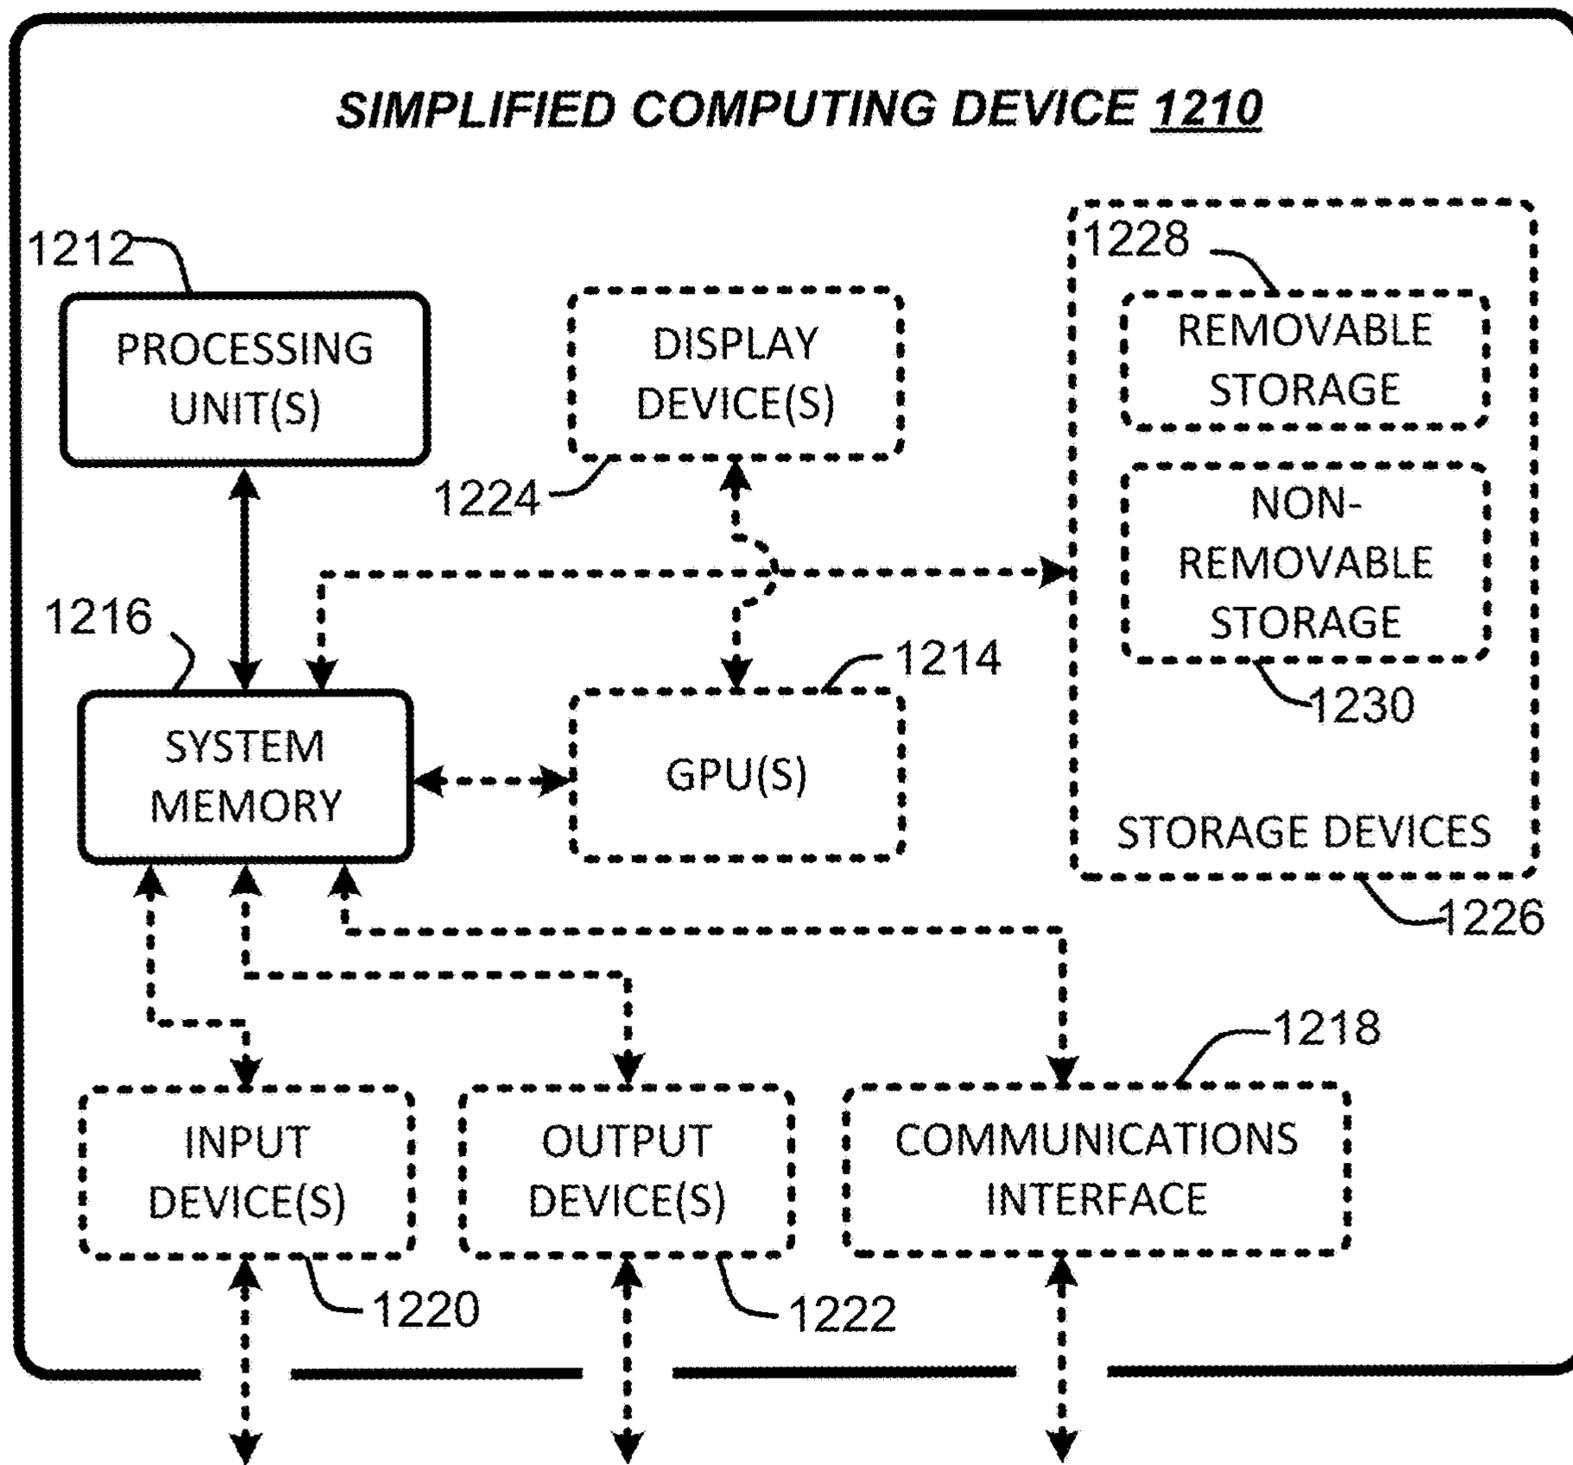 SIMPLIFIED COMPUTING DEVICE 1210
1212
PROCESSING
UNIT(S)
DISPLAY
DEVICE(S)
1224
1228
REMOVABLE
STORAGE
NON-
REMOVABLE
STORAGE
1230
STORAGE DEVICES
1226
1216
SYSTEM
MEMORY
1214
GPU(S)
INPUT
DEVICE(S)
1220
OUTPUT
DEVICE(S)
1222
1218
COMMUNICATIONS
INTERFACE